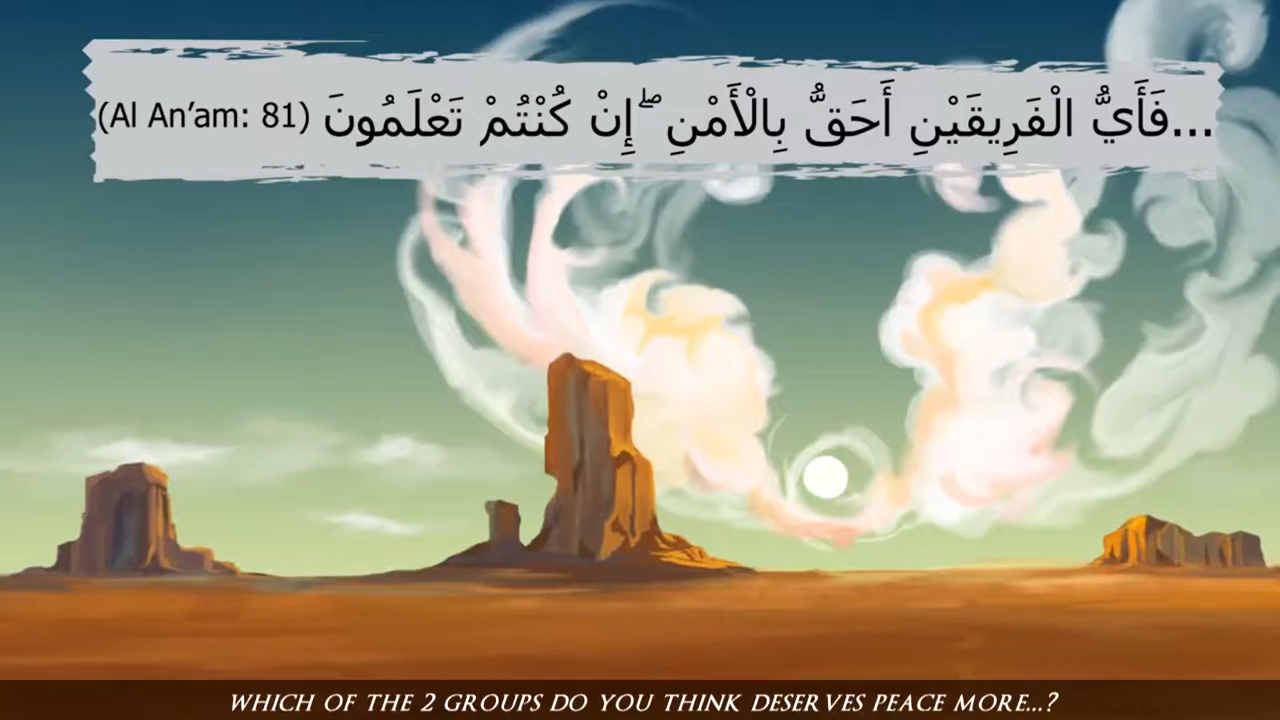 ...فَأَيُّ الْفَرِيقَيْنِ أَحَقُّ بِالْأَمْنِ ۖ إِنْ كُنْتُمْ تَعْلَمُونَ (Al An’am: 81)
WHICH OF THE 2 GROUPS DO YOU THINK DESERVES PEACE MORE...?